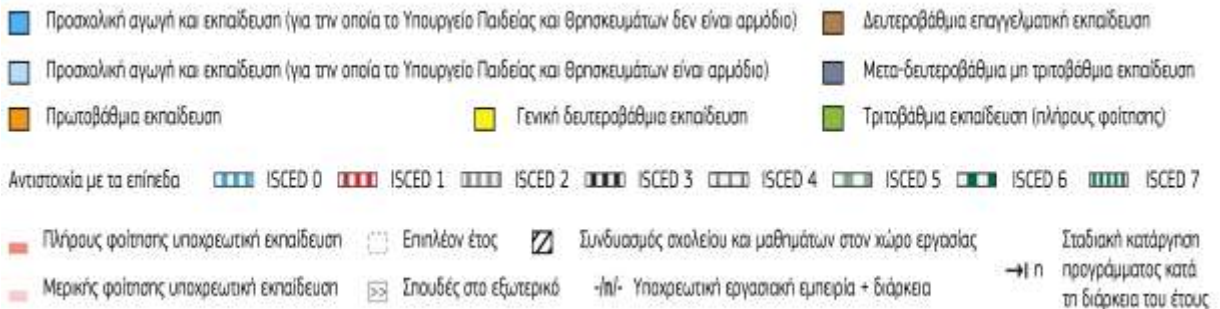 Προσχολική αγωγή και εκπαίδευση (για την οποία το Υπουργείο Παιδείας και Θρησκευμάτων δεν είναι αρμόδιο) Δευτεροβάθμια επαγγελματική εκπαίδευση
Προσχολική αγωγή και εκπαίδευση (για την οποία το Υπουργείο Παιδείας και Θρησκευμάτων είναι αρμόδιο) Μετα-δευτεροβάθμια μη τριτοβάθμια εκπαίδευση
Πρωτοβάθμια εκπαίδευση Γενική δευτεροβάθμια εκπαίδευση Τριτοβάθμια εκπαίδευση (πλήρους φοίτησης)
Αντιστοιχία με τα επίπεδα ISCED 0 ISCED 1 ISCED 2 ISCED 3 ISCED 4 ISCED 5 ISCED 6 ISCED 7
Πλήρους φοίτησης υποχρεωτική εκπαίδευση Επιπλέον έτος Συνδυασμός σχολείου και μαθημάτων στον χώρο εργασίας
Μερικής φοίτησης υποχρεωτική εκπαίδευση >> Σπουδές στο εξωτερικό -/n/- Υποχρεωτική εργασιακή εμπειρία + διάρκεια
n Σταδιακή κατάργηση
προγράμματος κατά
τη διάρκεια του έτους